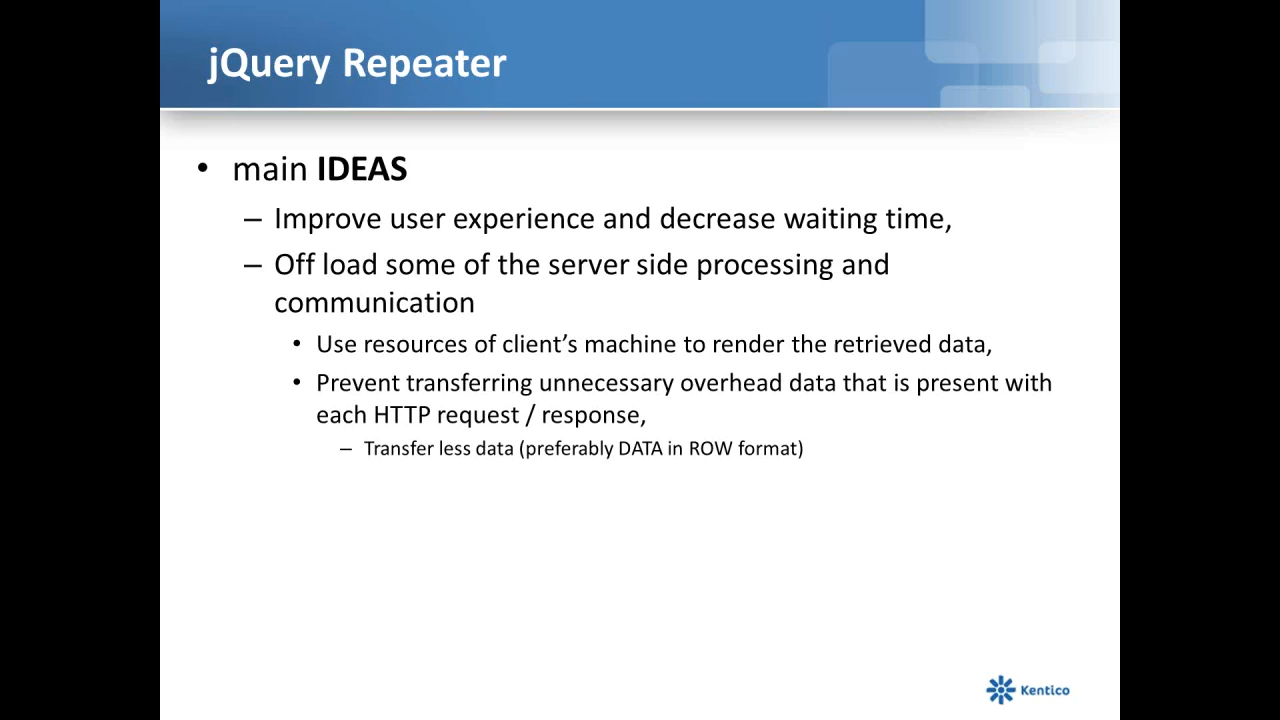 jQuery Repeater
• main IDEAS
– Improve user experience and decrease waiting time,
– Off load some of the server side processing and
communication
• Use resources of client’s machine to render the retrieved data,
• Prevent transferring unnecessary overhead data that is present with
each HTTP request / response,
– Transfer less data (preferably DATA in ROW format)
Kentico